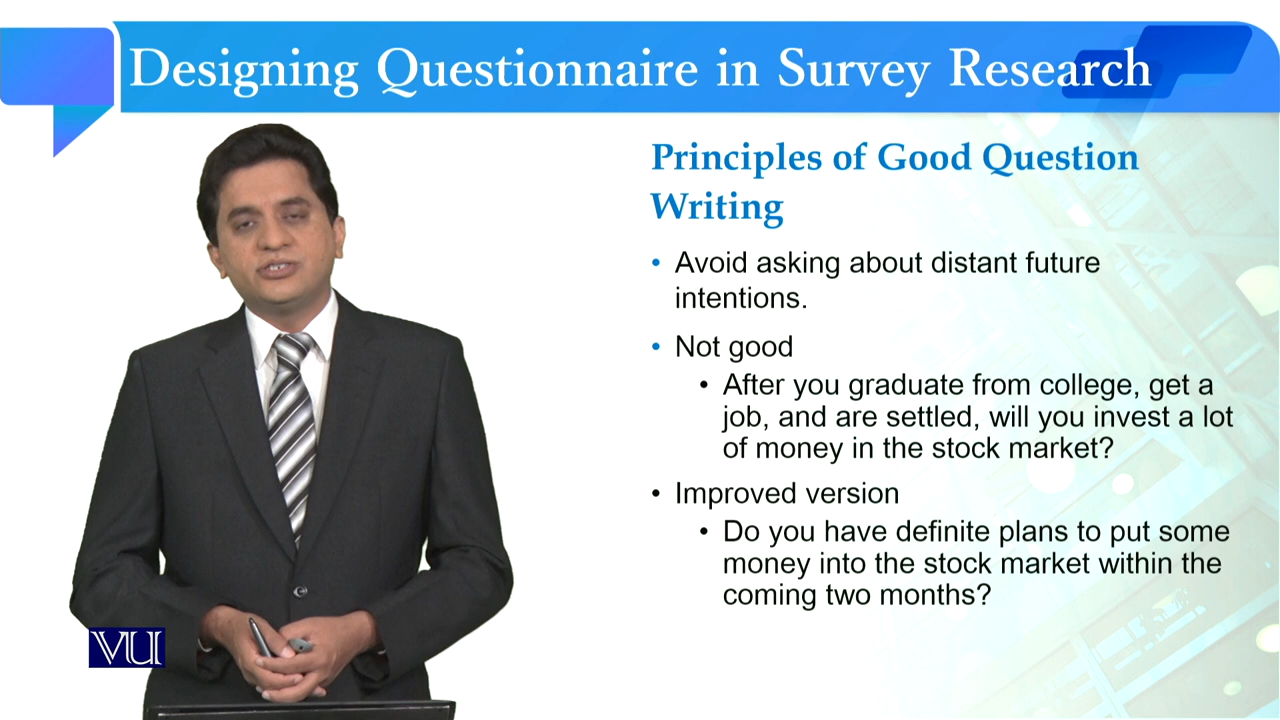 Designing Questionnaire in Survey Research
Principles of Good Question
Writing
• Avoid asking about distant future
intentions.
• Not good
• After you graduate from college, get a
job, and are settled, will you invest a lot
of money in the stock market?
• Improved version
• Do you have definite plans to put some
money into the stock market within the
coming two months?
VU